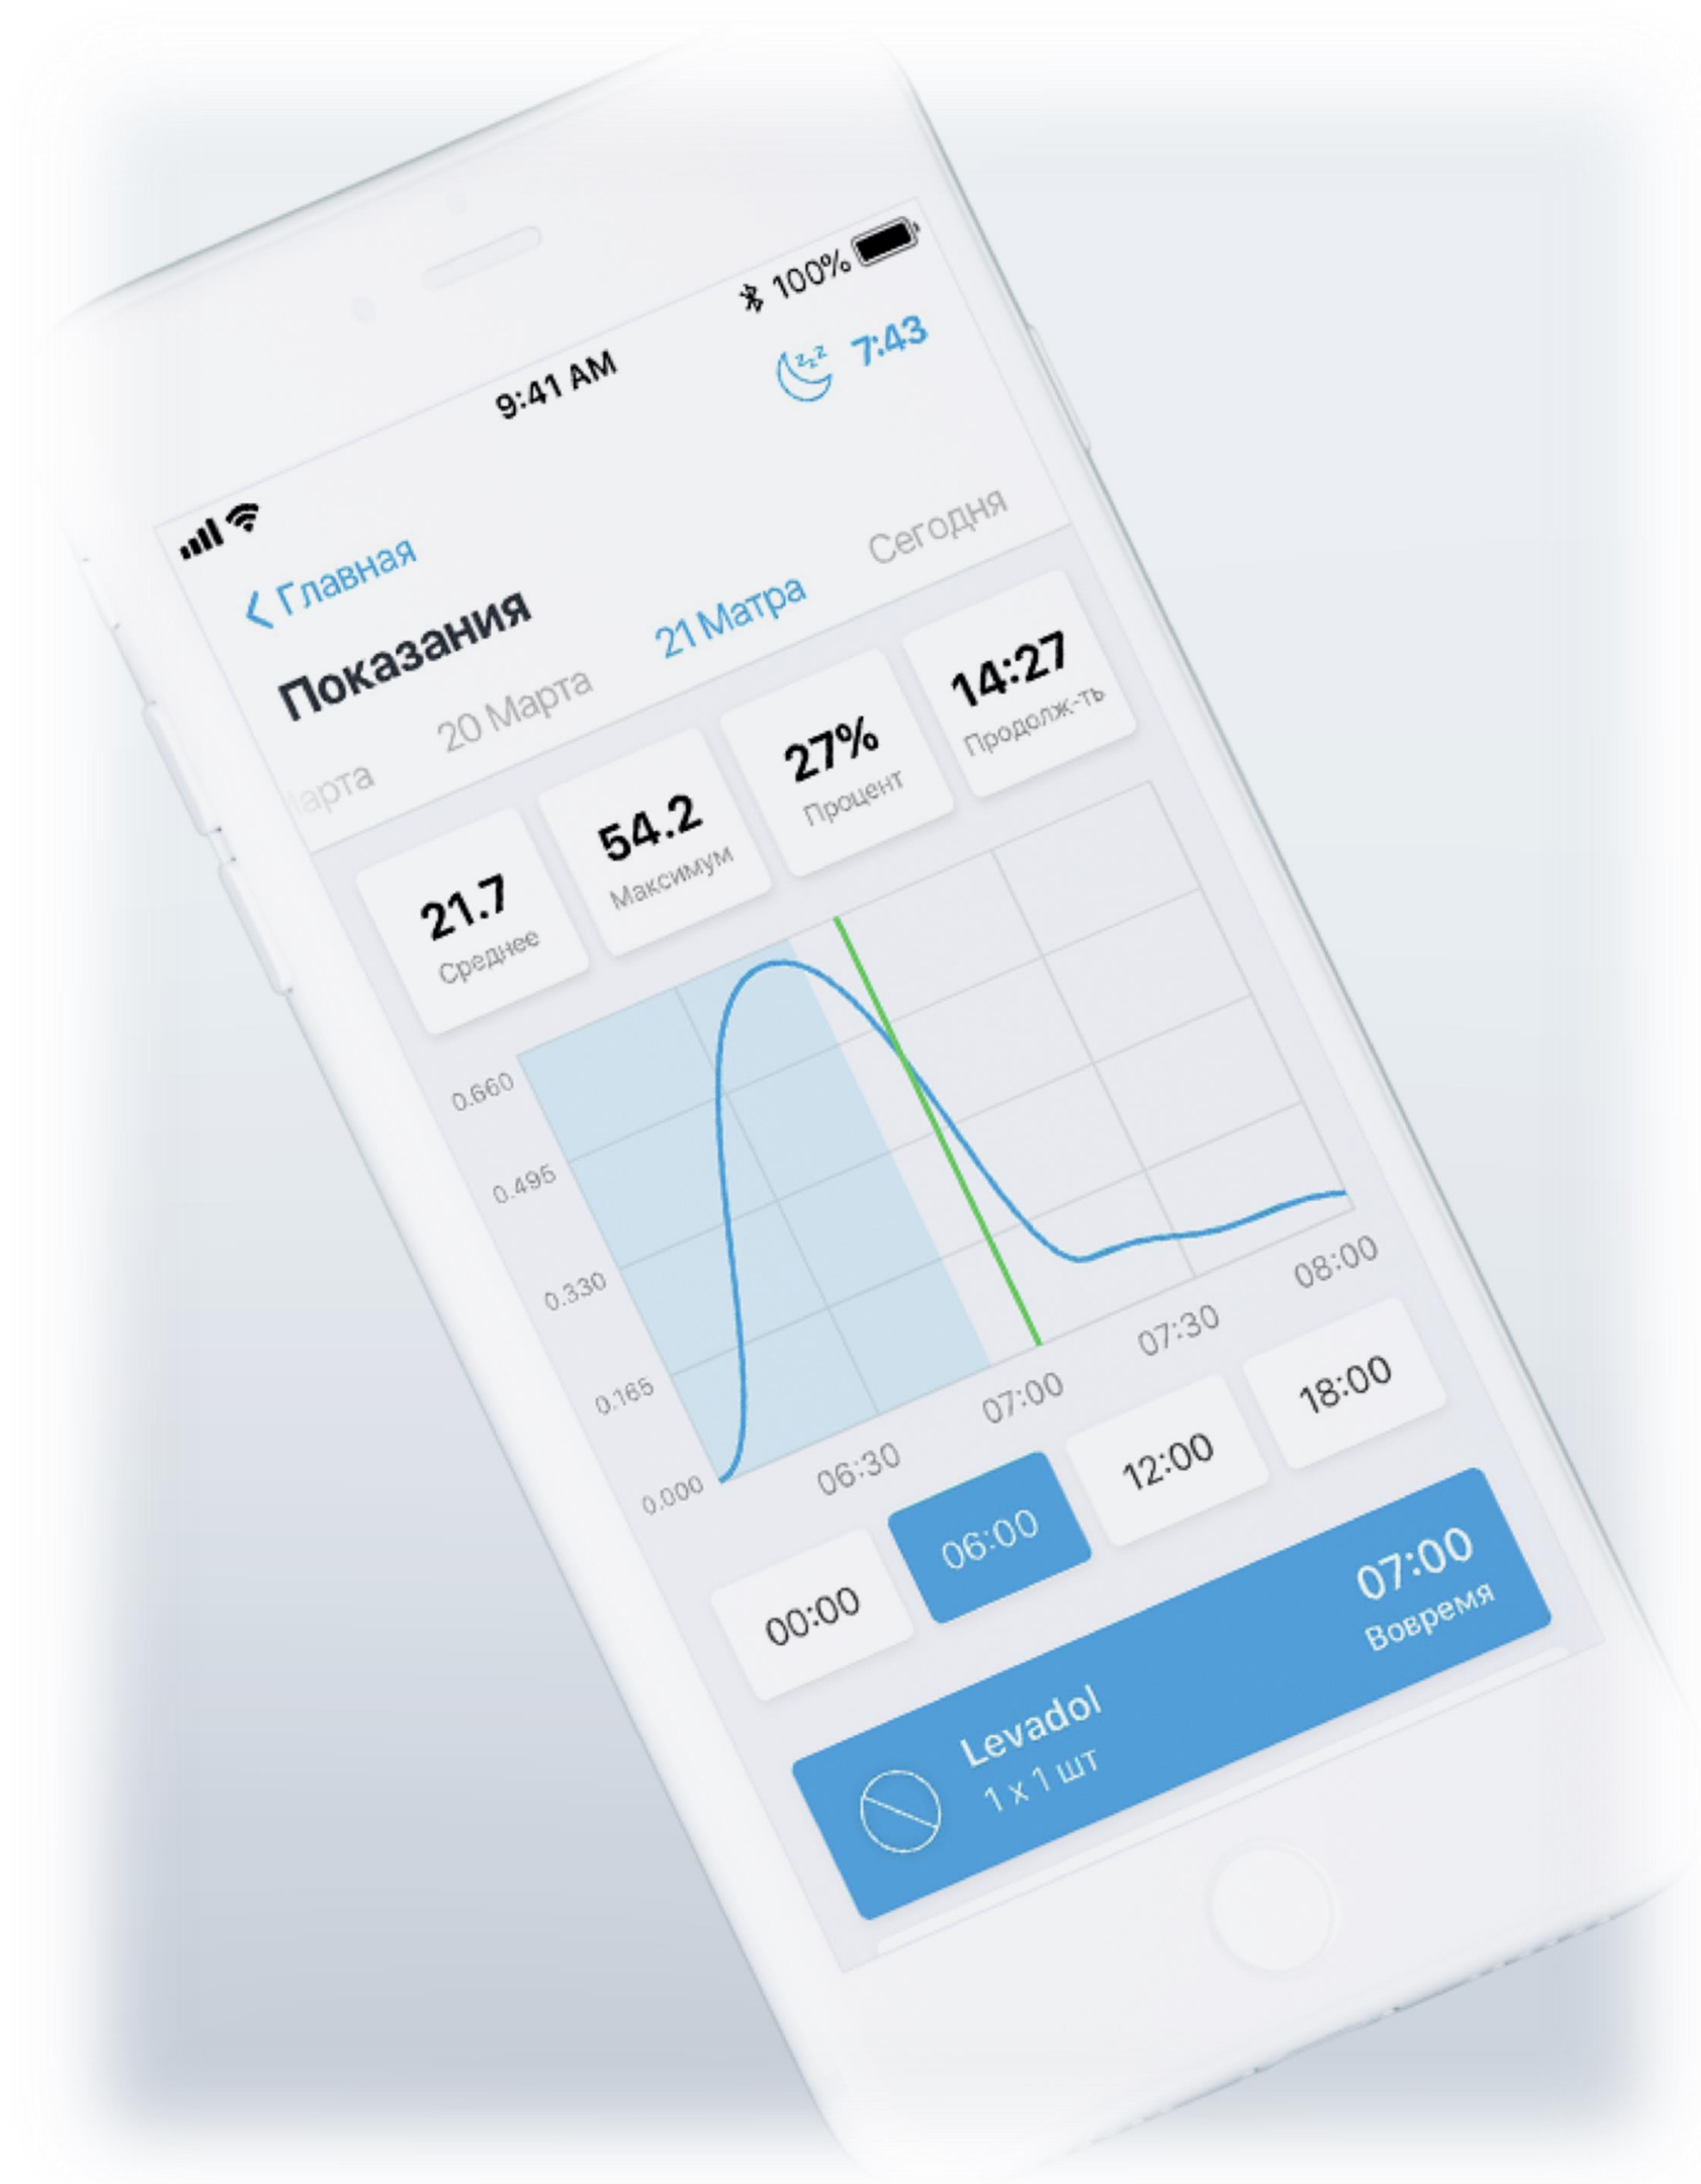 9:41 AM
100%
7:43
Главная
Показания
арта
20 Марта
21 Матра
Сегодня
21.7
Среднее
54.2
Максимум
27%
Процент
14:27
Продолж-ть
0.660
0.495
0.330
0.165
0.000
06:30
07:00
07:30
08:00
00:00
06:00
12:00
18:00
Levadol
1 x 1 шт
07:00
Вовремя